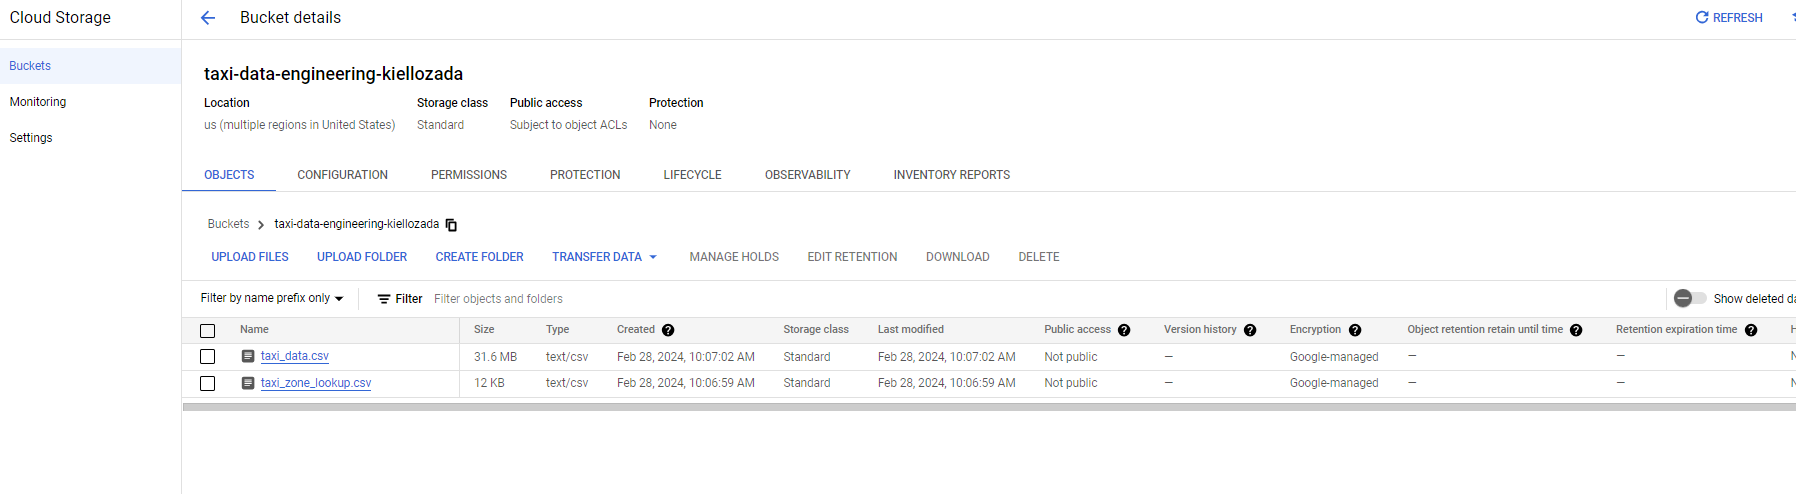 Cloud Storage
Bucket details
REFRESH
Buckets
Monitoring
Settings
taxi-data-engineering-kiellozada
Location Storage class Public access Protection
us (multiple regions in United States) Standard Subject to object ACLs None
OBJECTS CONFIGURATION PERMISSIONS PROTECTION LIFECYCLE OBSERVABILITY INVENTORY REPORTS
Buckets > taxi-data-engineering-kiellozada
UPLOAD FILES UPLOAD FOLDER CREATE FOLDER TRANSFER DATA MANAGE HOLDS EDIT RETENTION DOWNLOAD DELETE
Filter by name prefix only Filter Filter objects and folders Show deleted
Name Size Type Created Storage class Last modified Public access Version history Encryption Object retention retain until time Retention expiration time
taxi_data.csv 31.6 MB text/csv Feb 28, 2024, 10:07:02 AM Standard Feb 28, 2024, 10:07:02 AM Not public — Google-managed — —
taxi_zone_lookup.csv 12 KB text/csv Feb 28, 2024, 10:06:59 AM Standard Feb 28, 2024, 10:06:59 AM Not public — Google-managed — —